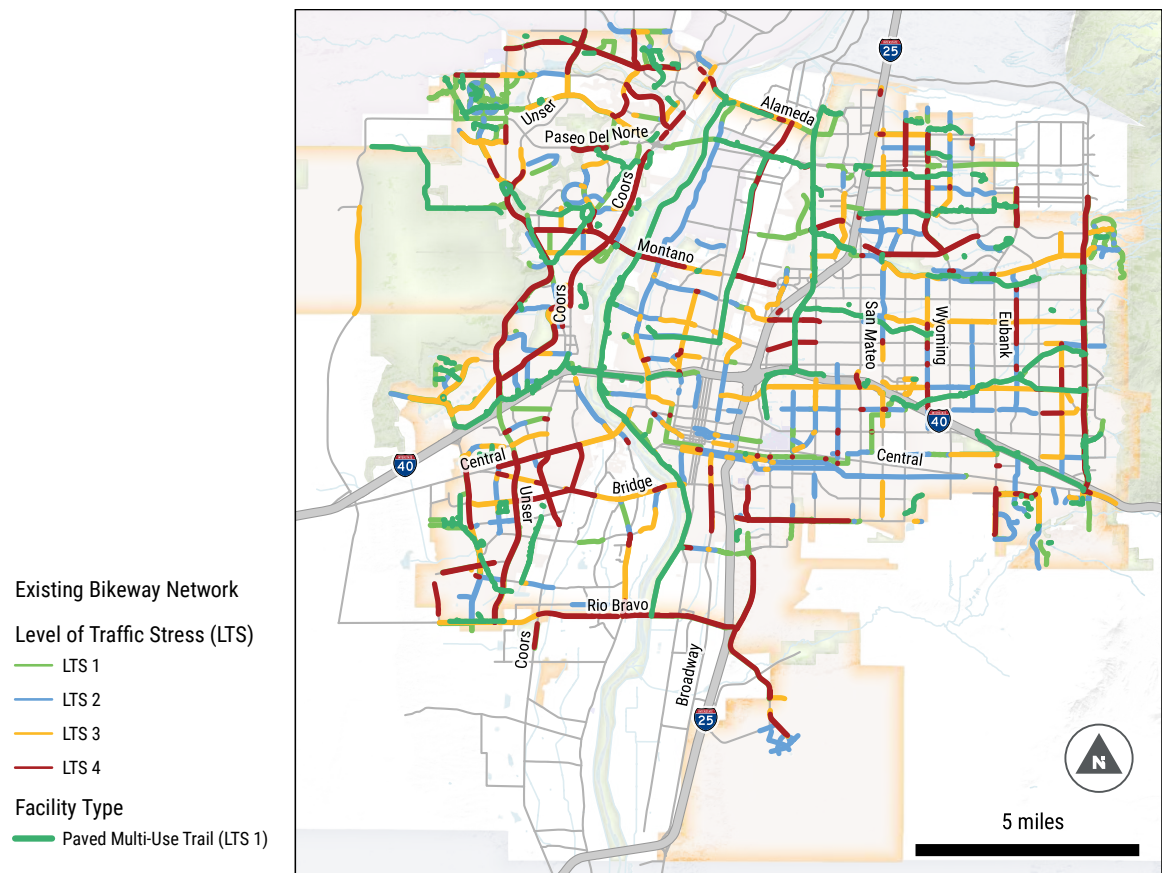 Existing Bikeway Network
Level of Traffic Stress (LTS)
LTS 1
LTS 2
LTS 3
LTS 4
Facility Type
Paved Multi-Use Trail (LTS 1)
25
Alameda
Unser
Paseo Del Norte
Coors
Montano
Coors
San Mateo
Wyoming
Eubank
40
Central
40
Central
Unser
Bridge
Rio Bravo
Coors
Broadway
25
N
5 miles